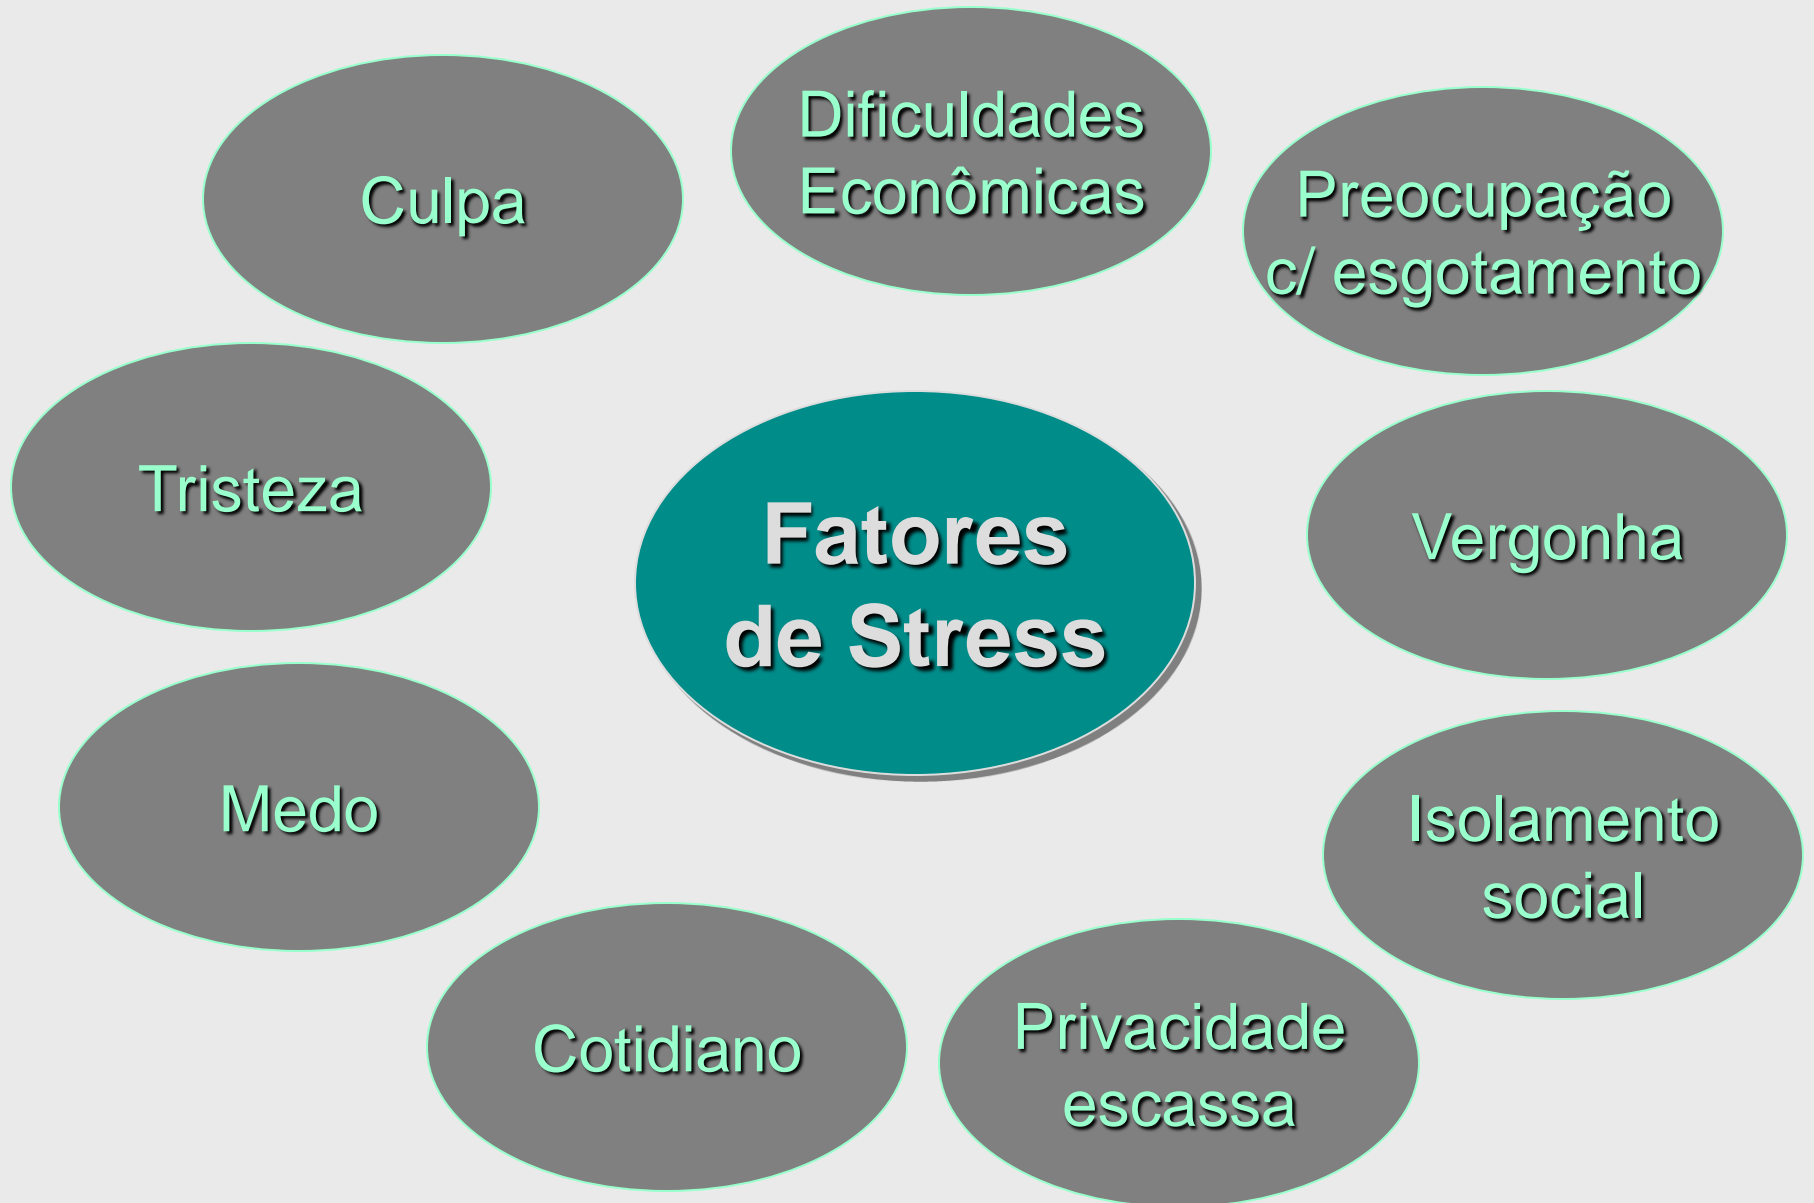 Dificuldades
Econômicas
Culpa
Preocupação
c/ esgotamento
Tristeza
Fatores
de Stress
Vergonha
Medo
Isolamento
social
Cotidiano
Privacidade
escassa